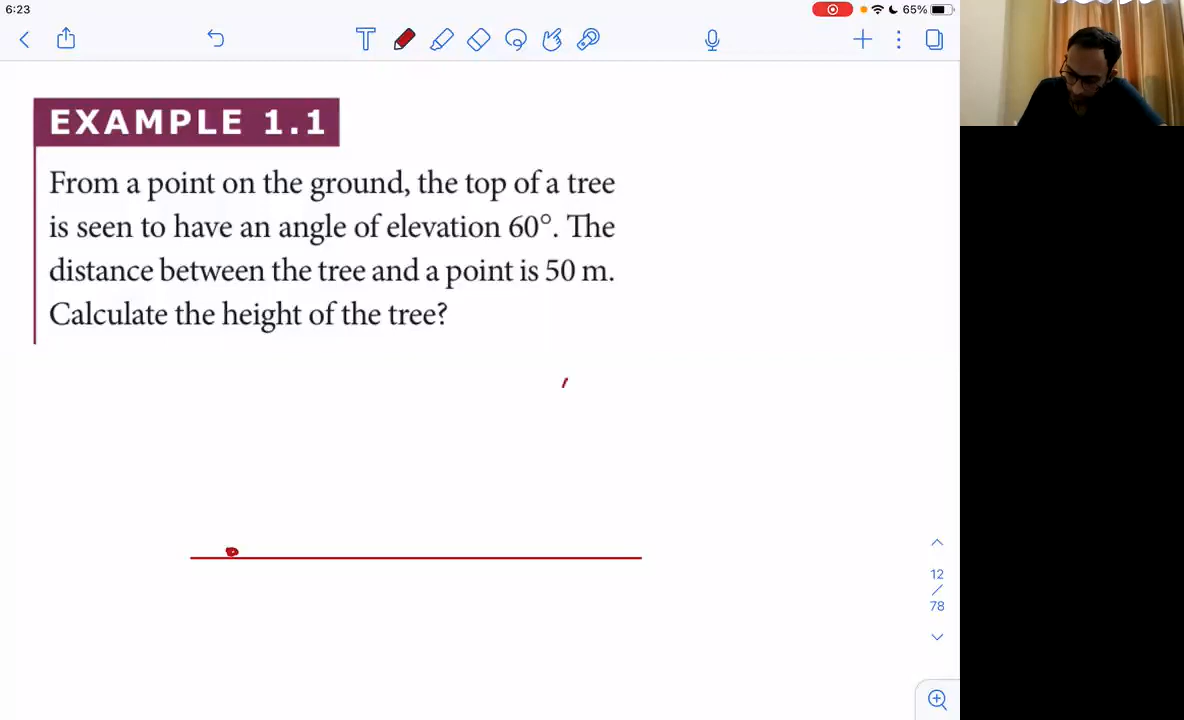 6:23
65%
EXAMPLE 1.1
From a point on the ground, the top of a tree
is seen to have an angle of elevation 60°. The
distance between the tree and a point is 50 m.
Calculate the height of the tree?
12
/
78